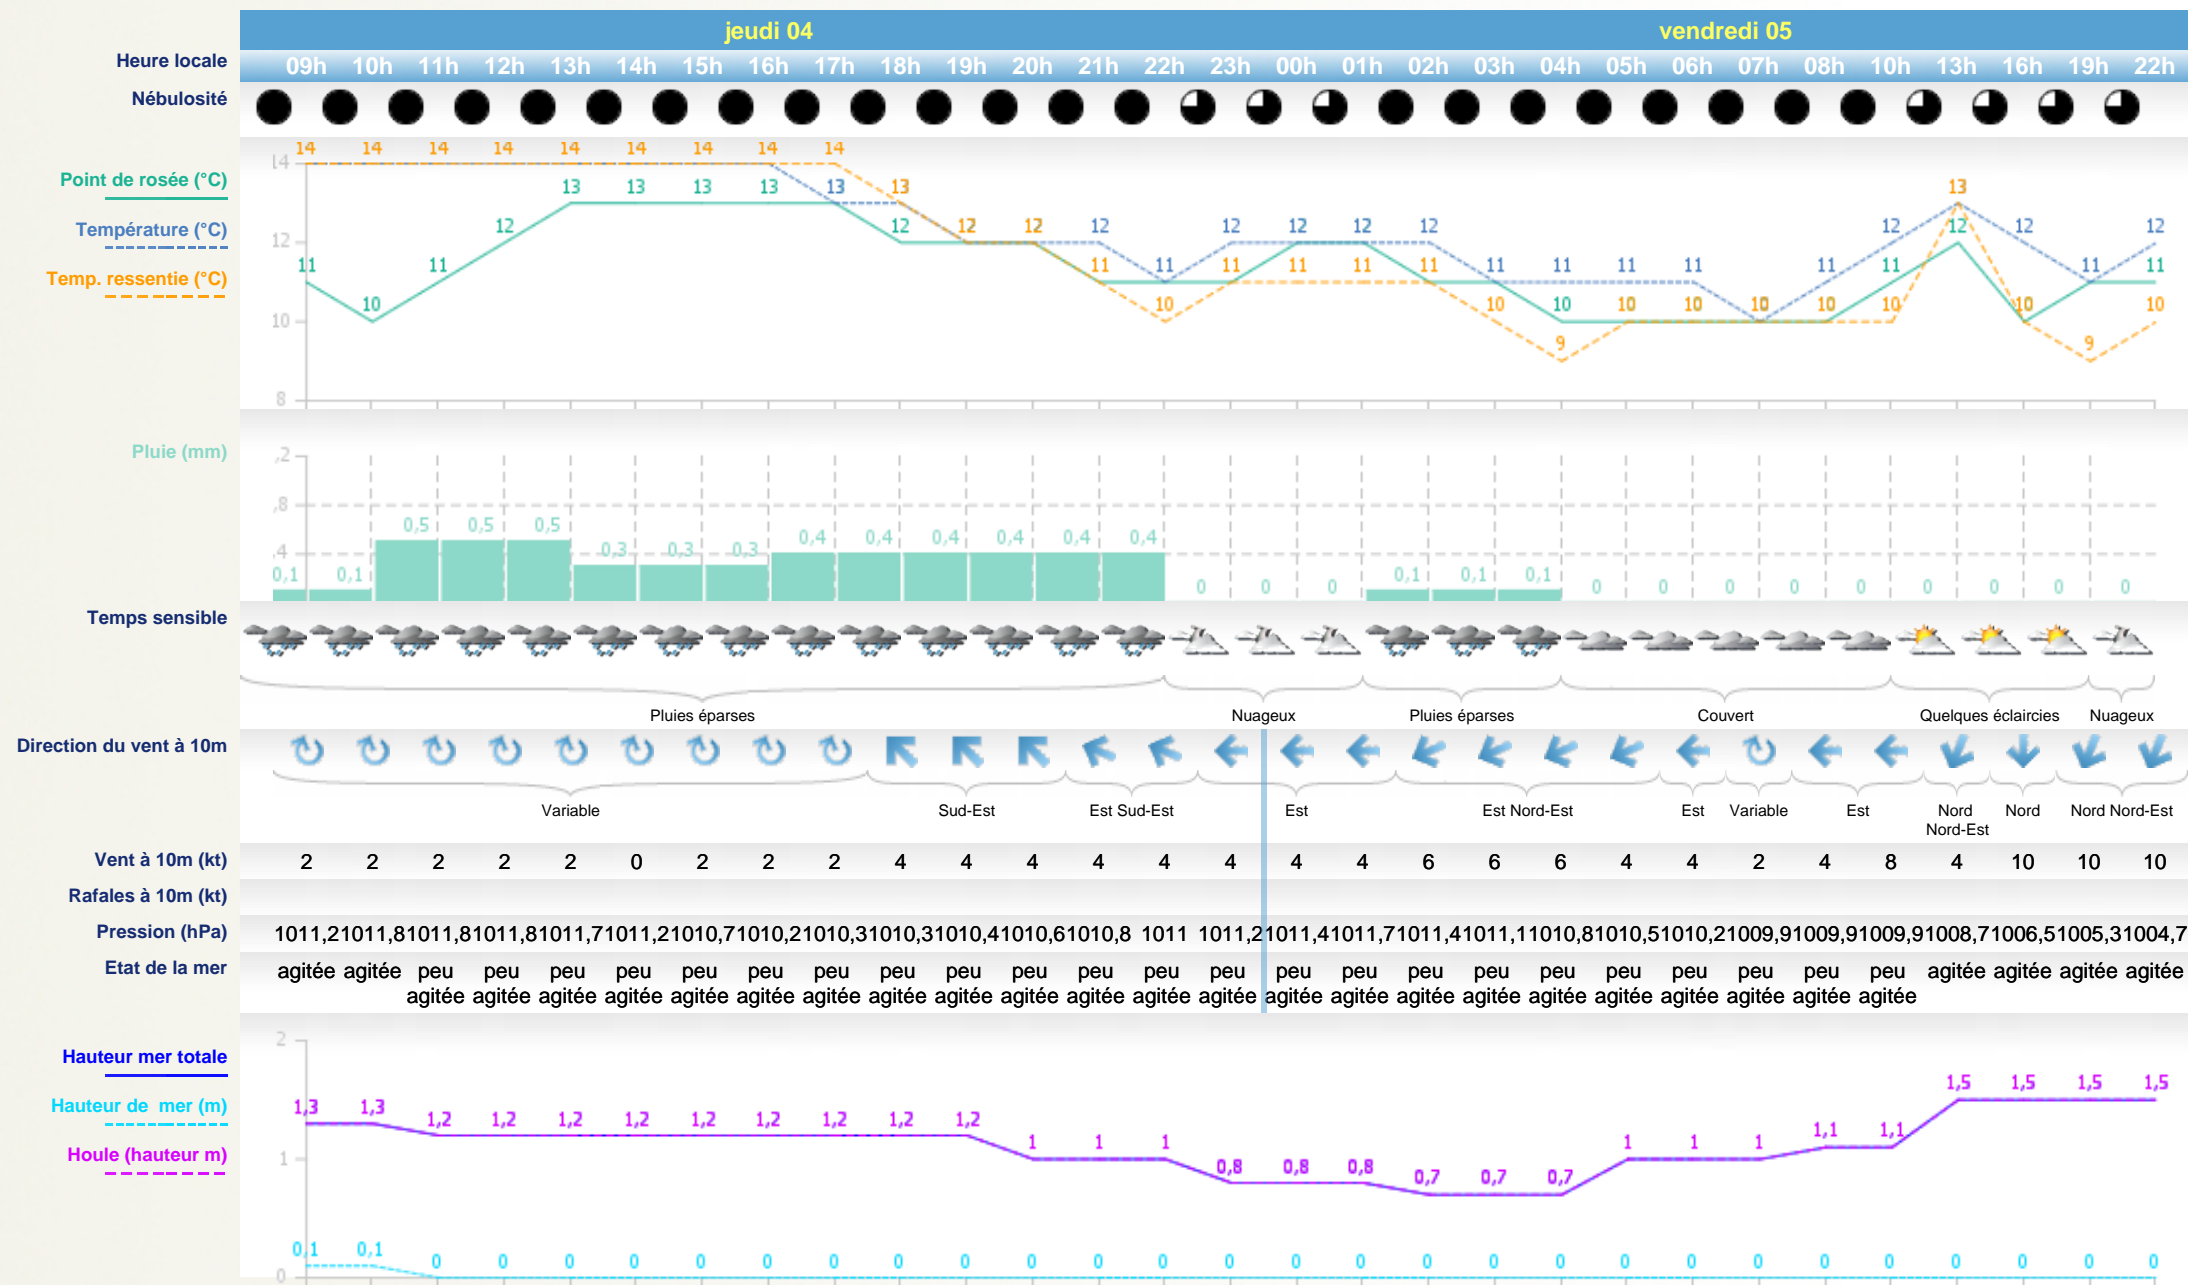 jeudi 04 vendredi 05
Heure locale 09h 10h 11h 12h 13h 14h 15h 16h 17h 18h 19h 20h 21h 22h 23h 00h 01h 02h 03h 04h 05h 06h 07h 08h 10h 13h 16h 19h 22h
Nébulosité
14 14 14 14 14 14 14 14 14
14
Point de rosée (°C) 13 13 13 13 13 13 13
Température (°C) 12 12 12 12 12 12 12 12 12 12 12 12 12 12
12
Temp. ressentie (°C) 11 11 11 11 11 11 11 11 11 11 11 11 11 11 11 11
10 10 10 10 10 10 10 10 10 10 10
10
9 9
8
Pluie (mm)
,2
,8
0,5 0,5 0,5 0,4 0,4 0,4 0,4 0,4 0,4
,4 0,3 0,3 0,3
0,1 0,1 0 0 0 0,1 0,1 0,1 0 0 0 0 0 0 0 0 0
Temps sensible
Pluies éparses Nuageux Pluies éparses Couvert Quelques éclaircies Nuageux
Direction du vent à 10m
Variable Sud-Est Est Sud-Est Est Est Nord-Est Est Variable Est Nord Nord Nord Nord-Est
Nord-Est
Vent à 10m (kt) 2 2 2 2 2 0 2 2 2 4 4 4 4 4 4 4 4 6 6 6 4 4 2 4 8 4 10 10 10
Rafales à 10m (kt)
Pression (hPa) 1011,2 1011,8 1011,8 1011,8 1011,7 1011,2 1010,7 1010,2 1010,3 1010,3 1010,4 1010,6 1010,8 1011 1011,2 1011,4 1011,7 1011,4 1011,1 1010,8 1010,5 1010,2 1009,9 1009,9 1009,9 1008,7 1006,5 1005,3 1004,7
Etat de la mer agitée agitée peu peu peu peu peu peu peu peu peu peu peu peu peu peu peu peu peu peu peu peu peu peu peu agitée agitée agitée agitée
agitée agitée agitée agitée agitée agitée agitée agitée agitée agitée agitée agitée agitée agitée agitée agitée agitée agitée agitée agitée agitée agitée agitée
2
Hauteur mer totale
1,5 1,5 1,5 1,5
Hauteur de mer (m) 1,3 1,3 1,2 1,2 1,2 1,2 1,2 1,2 1,2 1,2 1,2 1,1 1,1
Houle (hauteur m) 1 1 1 1 1 1
1 0,8 0,8 0,8 0,7 0,7 0,7
0,1 0,1 0 0 0 0 0 0 0 0 0 0 0 0 0 0 0 0 0 0 0 0 0 0 0 0 0 0 0
0